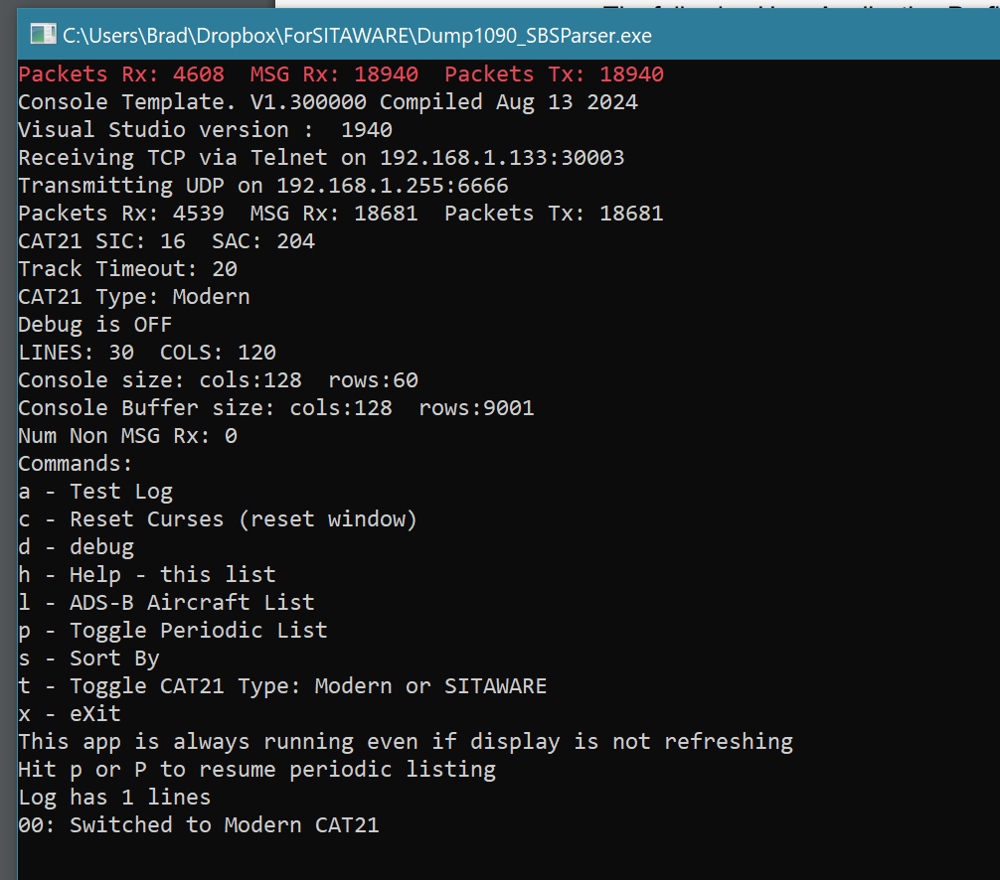 C:\Users\Brad\Dropbox\ForSITAWARE\Dump1090_SBSParser.exe
Packets Rx: 4608  MSG Rx: 18940  Packets Tx: 18940
Console Template. V1.300000 Compiled Aug 13 2024
Visual Studio version :  1940
Receiving TCP via Telnet on 192.168.1.133:30003
Transmitting UDP on 192.168.1.255:6666
Packets Rx: 4539  MSG Rx: 18681  Packets Tx: 18681
CAT21 SIC: 16  SAC: 204
Track Timeout: 20
CAT21 Type: Modern
Debug is OFF
LINES: 30  COLS: 120
Console size: cols:128  rows:60
Console Buffer size: cols:128  rows:9001
Num Non MSG Rx: 0
Commands:
a - Test Log
c - Reset Curses (reset window)
d - debug
h - Help - this list
l - ADS-B Aircraft List
p - Toggle Periodic List
s - Sort By
t - Toggle CAT21 Type: Modern or SITAWARE
x - eXit
This app is always running even if display is not refreshing
Hit p or P to resume periodic listing
Log has 1 lines
00: Switched to Modern CAT21